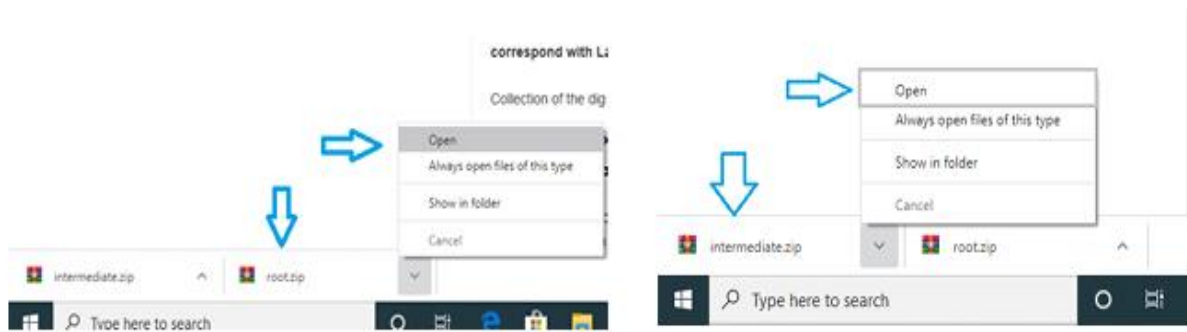 correspond with La
Collection of the dig
Open
Always open files of this type
Show in folder
Cancel
intermediate.zip
root.zip
Type here to search
Open
Always open files of this type
Show in folder
Cancel
intermediate.zip
root.zip
Type here to search